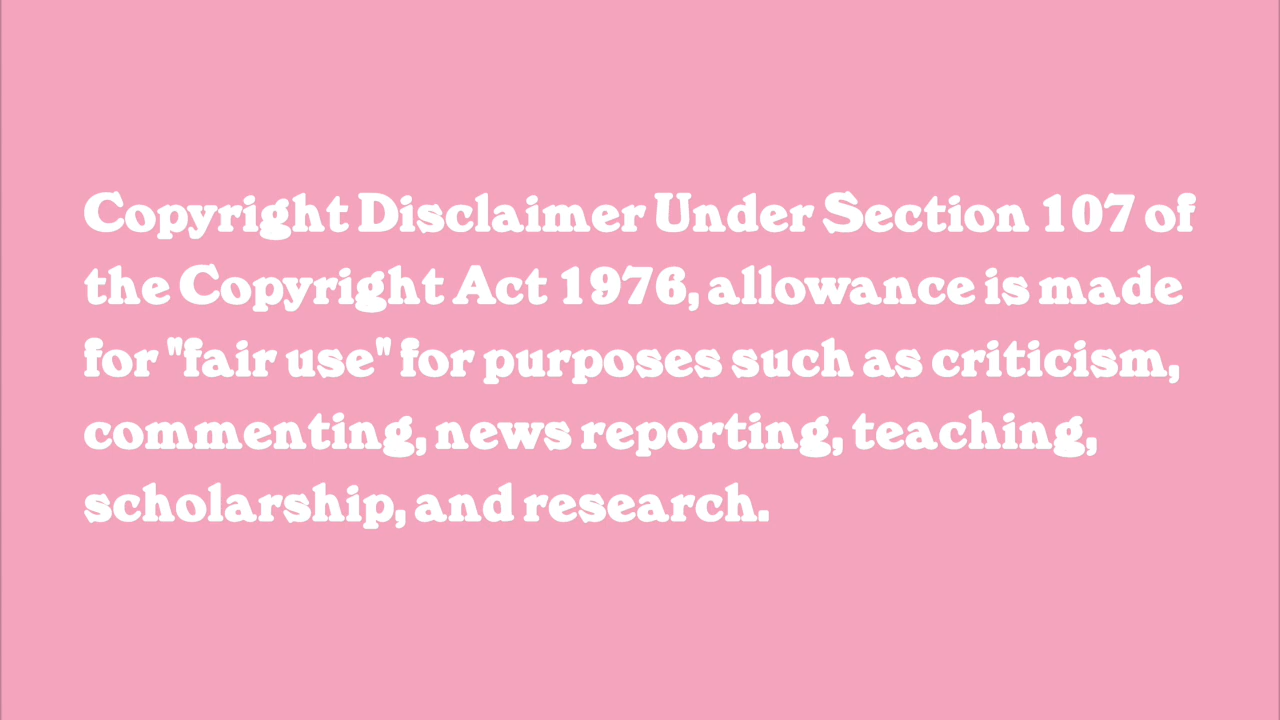 Copyright Disclaimer Under Section 107 of
the Copyright Act 1976, allowance is made
for "fair use" for purposes such as criticism,
commenting, news reporting, teaching,
scholarship, and research.